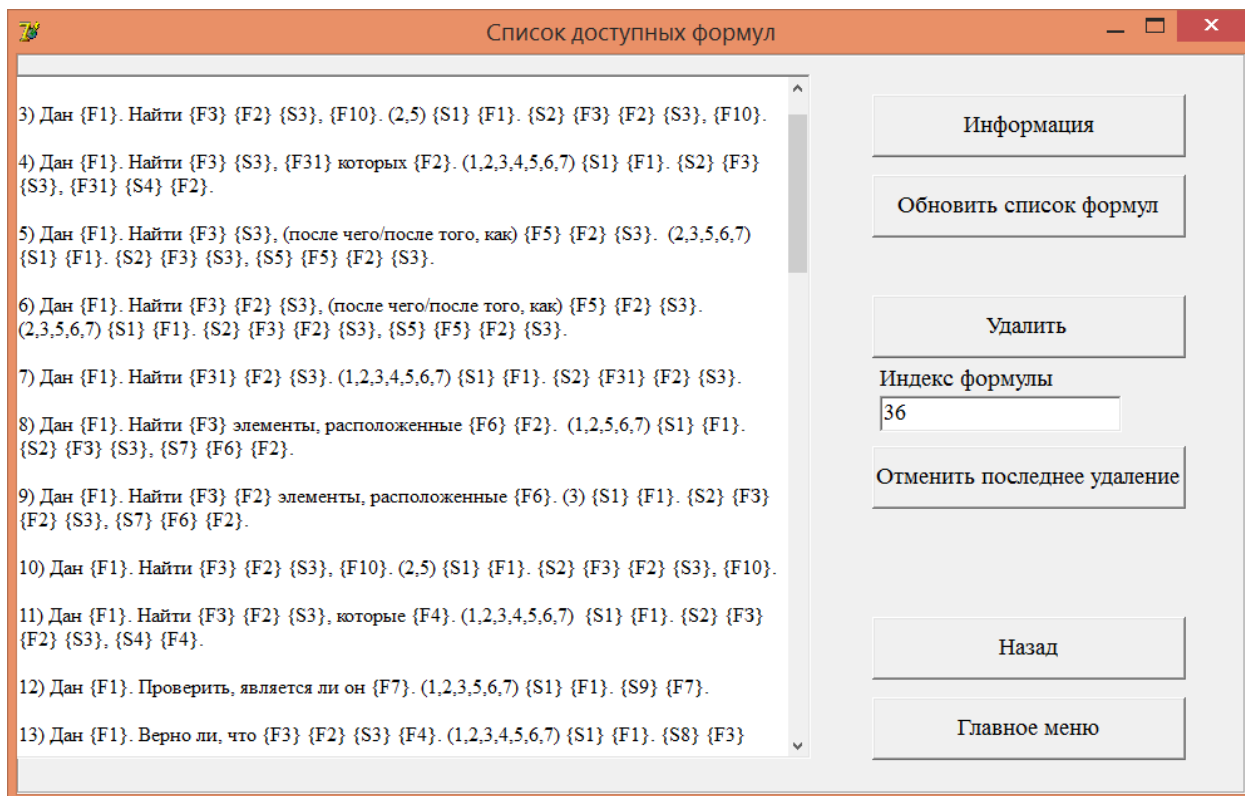 Список доступных формул
3) Дан {F1}. Найти {F3} {F2} {S3}, {F10}. (2,5) {S1} {F1}. {S2} {F3} {F2} {S3}, {F10}.
4) Дан {F1}. Найти {F3} {S3}, {F31} которых {F2}. (1,2,3,4,5,6,7) {S1} {F1}. {S2} {F3}
{S3}, {F31} {S4} {F2}.
5) Дан {F1}. Найти {F3} {S3}, (после чего/после того, как) {F5} {F2} {S3}.  (2,3,5,6,7)
{S1} {F1}. {S2} {F3} {S3}, {S5} {F5} {F2} {S3}.
6) Дан {F1}. Найти {F3} {F2} {S3}, (после чего/после того, как) {F5} {F2} {S3}.
(2,3,5,6,7) {S1} {F1}. {S2} {F3} {F2} {S3}, {S5} {F5} {F2} {S3}.
7) Дан {F1}. Найти {F31} {F2} {S3}. (1,2,3,4,5,6,7) {S1} {F1}. {S2} {F31} {F2} {S3}.
8) Дан {F1}. Найти {F3} элементы, расположенные {F6} {F2}.  (1,2,5,6,7) {S1} {F1}.
{S2} {F3} {S3}, {S7} {F6} {F2}.
9) Дан {F1}. Найти {F3} {F2} элементы, расположенные {F6}. (3) {S1} {F1}. {S2} {F3}
{F2} {S3}, {S7} {F6} {F2}.
10) Дан {F1}. Найти {F3} {F2} {S3}, {F10}. (2,5) {S1} {F1}. {S2} {F3} {F2} {S3}, {F10}.
11) Дан {F1}. Найти {F3} {F2} {S3}, которые {F4}. (1,2,3,4,5,6,7)  {S1} {F1}. {S2} {F3}
{F2} {S3}, {S4} {F4}.
12) Дан {F1}. Проверить, является ли он {F7}. (1,2,3,5,6,7) {S1} {F1}. {S9} {F7}.
13) Дан {F1}. Верно ли, что {F3} {F2} {S3} {F4}. (1,2,3,4,5,6,7) {S1} {F1}. {S8} {F3}
Информация
Обновить список формул
Удалить
Индекс формулы
36
Отменить последнее удаление
Назад
Главное меню